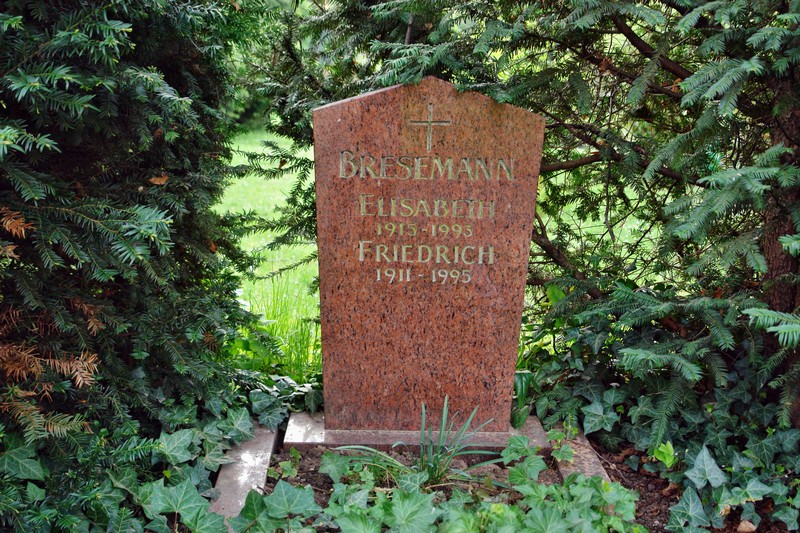 BRESEMANN
ELISABETH
1915-1993
FRIEDRICH
1911-1995